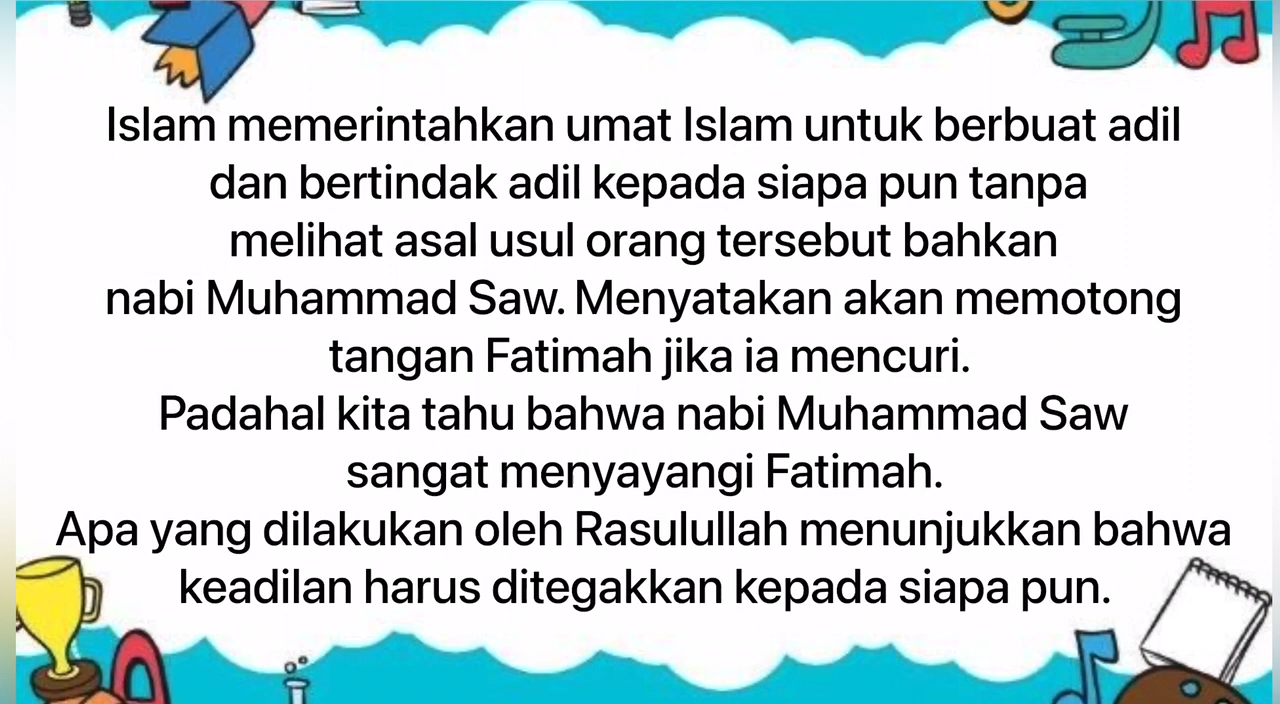 Islam memerintahkan umat Islam untuk berbuat adil
dan bertindak adil kepada siapa pun tanpa
melihat asal usul orang tersebut bahkan
nabi Muhammad Saw. Menyatakan akan memotong
tangan Fatimah jika ia mencuri.
Padahal kita tahu bahwa nabi Muhammad Saw
sangat menyayangi Fatimah.
Apa yang dilakukan oleh Rasulullah menunjukkan bahwa
keadilan harus ditegakkan kepada siapa pun.